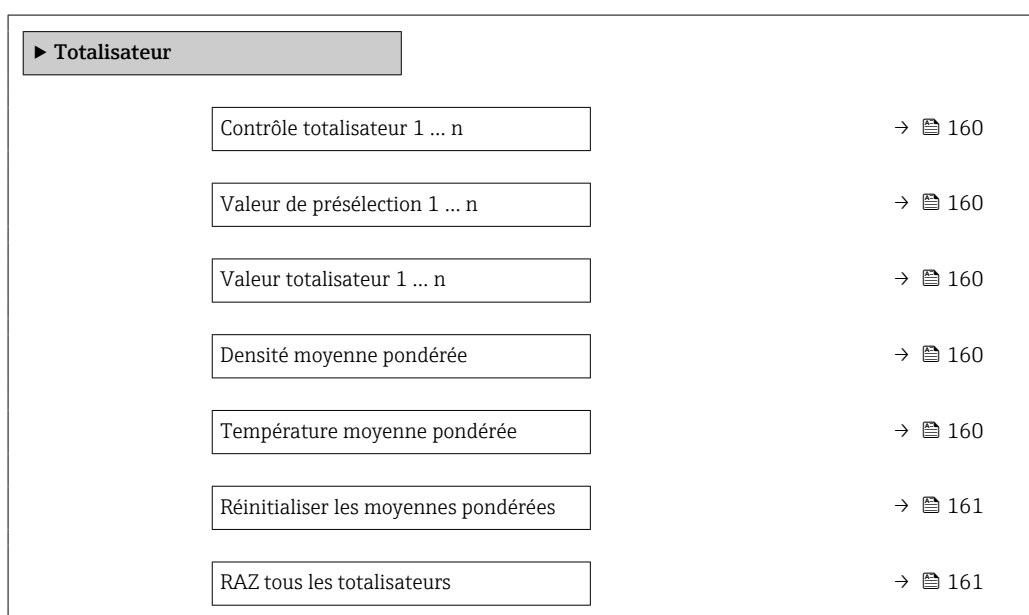 ▶ Totalisateur
Contrôle totalisateur 1 … n → 160
Valeur de présélection 1 … n → 160
Valeur totalisateur 1 … n → 160
Densité moyenne pondérée → 160
Température moyenne pondérée → 160
Réinitialiser les moyennes pondérées → 161
RAZ tous les totalisateurs → 161